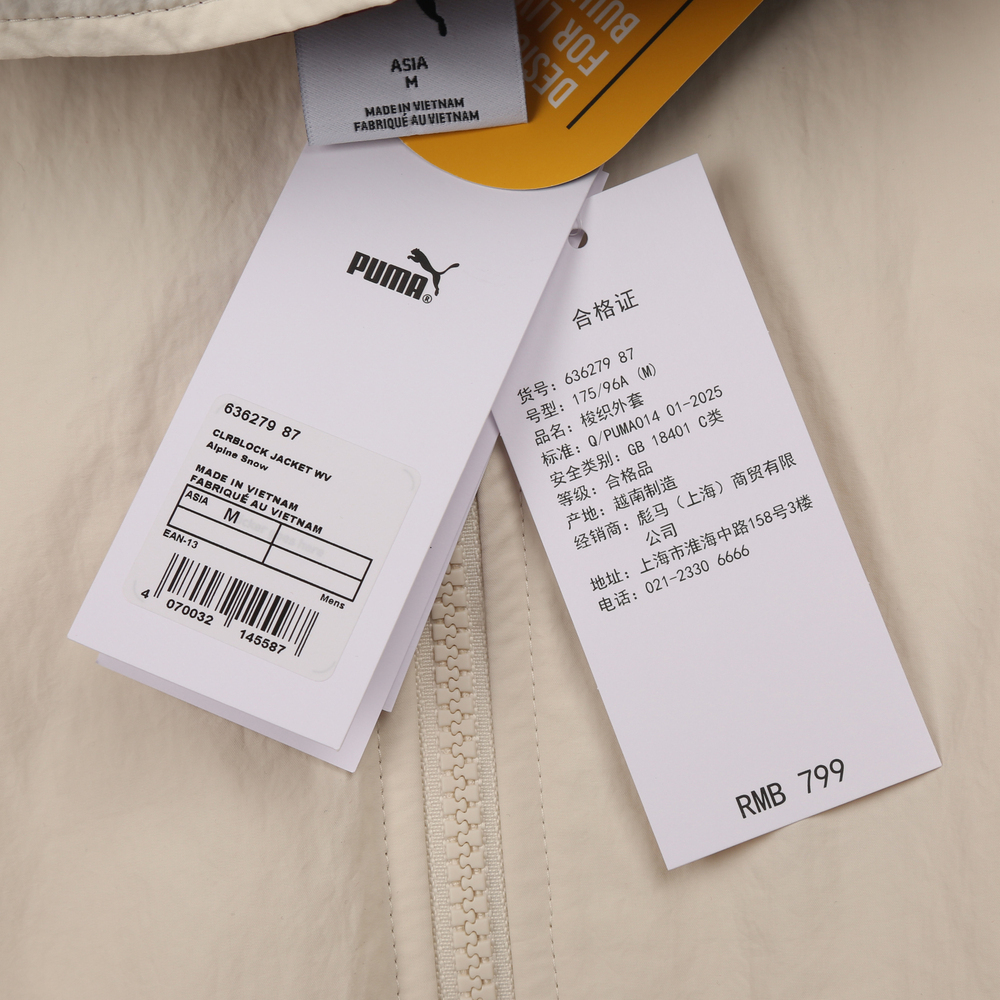 ASIA
M
MADE IN VIETNAM
FABRIQUÉ AU VIETNAM
FOR
PUMA®
636279 87
CLRBLOCK JACKET WV
Alpine Snow
MADE IN VIETNAM
FABRIQUÉ AU VIETNAM
ASIA
M
EAN-13
Mens
4 070032 145587
合格证
货号: 636279 87
号型: 175/96A (M)
品名: 梭织外套
标准: Q/PUMA014 01-2025
安全类别: GB 18401 C类
等级: 合格品
产地: 越南制造
经销商: 彪马（上海）商贸有限
公司
地址: 上海市淮海中路158号3楼
电话: 021-2330 6666
RMB 799